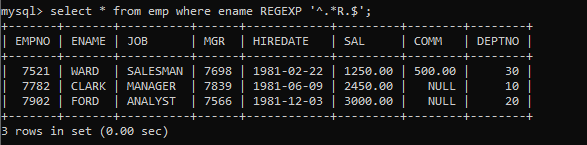 mysql> select * from emp where ename REGEXP '^.*R.$';
+-------+-------+----------+------+------------+---------+--------+--------+
| EMPNO | ENAME | JOB      | MGR  | HIREDATE   | SAL     | COMM   | DEPTNO |
+-------+-------+----------+------+------------+---------+--------+--------+
|  7521 | WARD  | SALESMAN | 7698 | 1981-02-22 | 1250.00 | 500.00 |     30 |
|  7782 | CLARK | MANAGER  | 7839 | 1981-06-09 | 2450.00 |   NULL |     10 |
|  7902 | FORD  | ANALYST  | 7566 | 1981-12-03 | 3000.00 |   NULL |     20 |
+-------+-------+----------+------+------------+---------+--------+--------+
3 rows in set (0.00 sec)